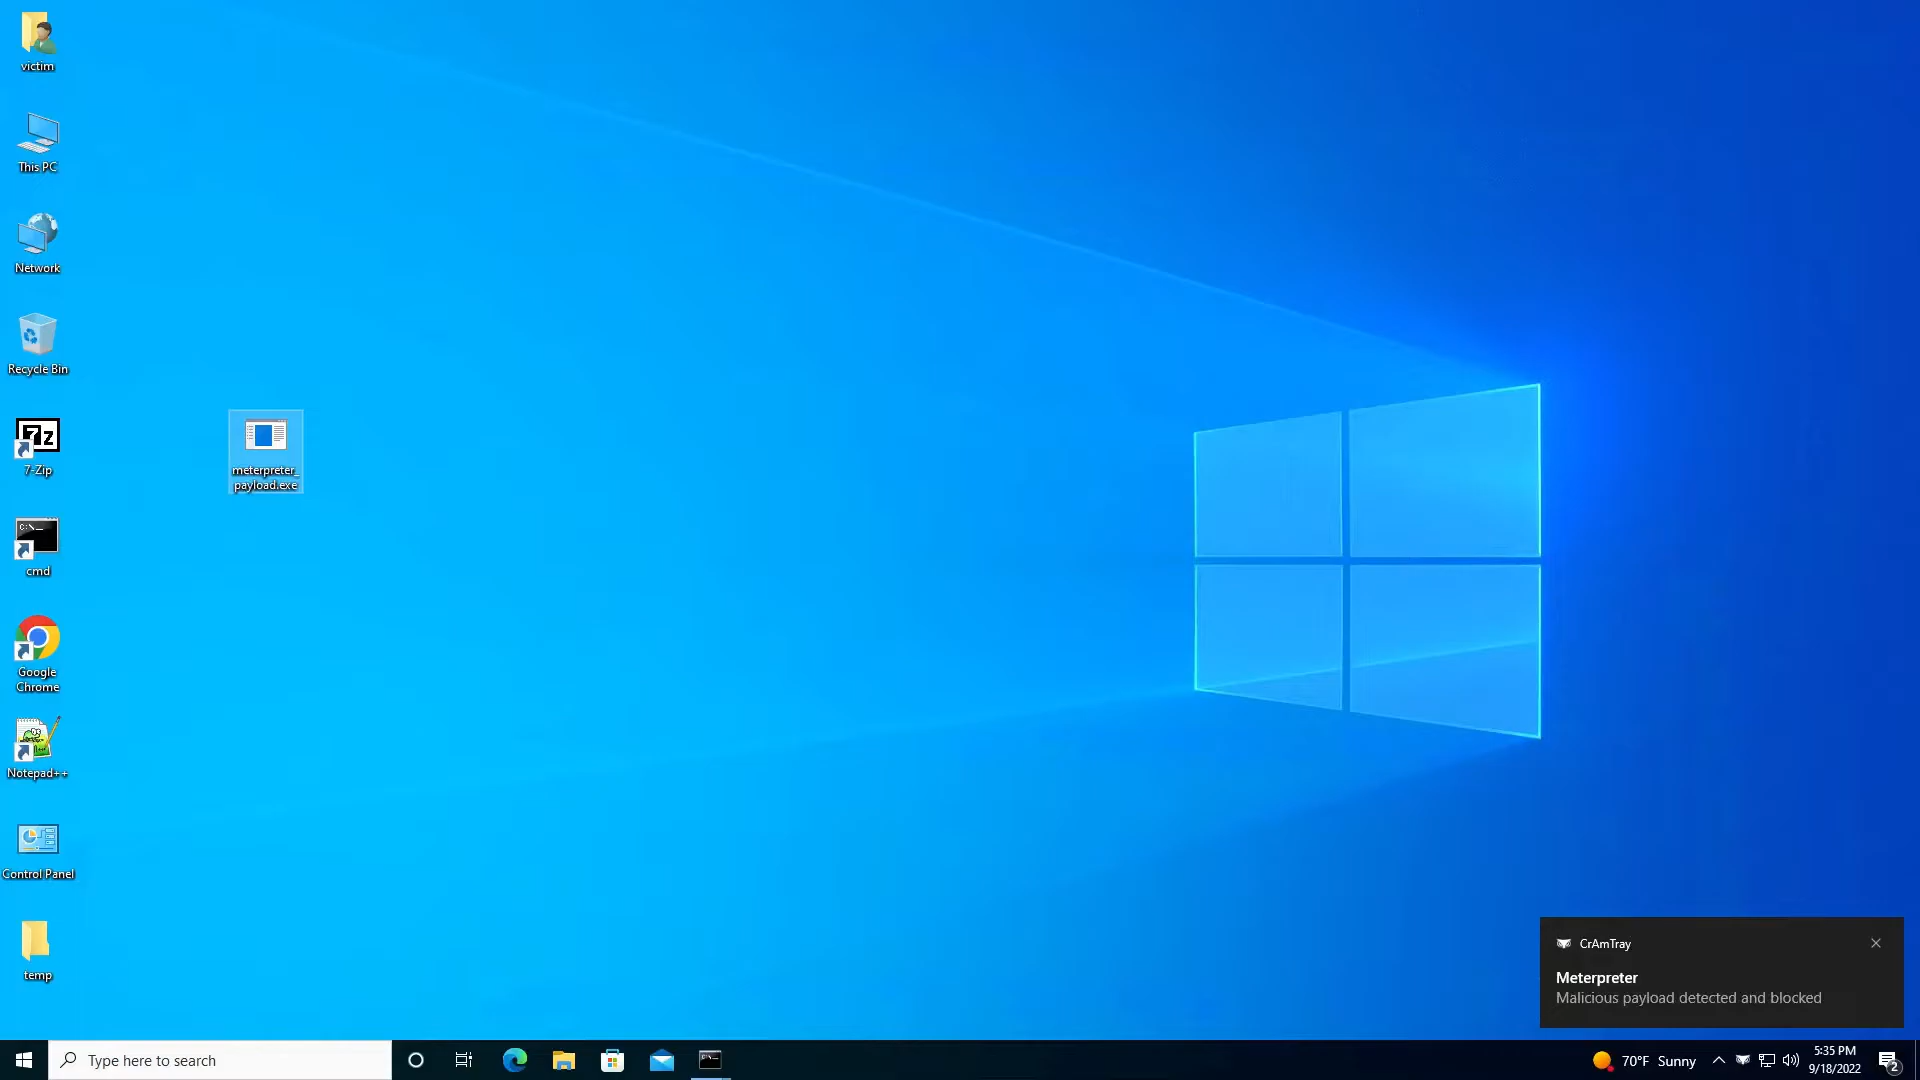 victim
This PC
Network
Recycle Bin
7z
7-Zip
C:\._
cmd
Google
Chrome
Notepad++
Control Panel
temp
meterpreter_
payload.exe
CrAmTray
Meterpreter
Malicious payload detected and blocked
Type here to search
70°F Sunny
5:35 PM
9/18/2022
2